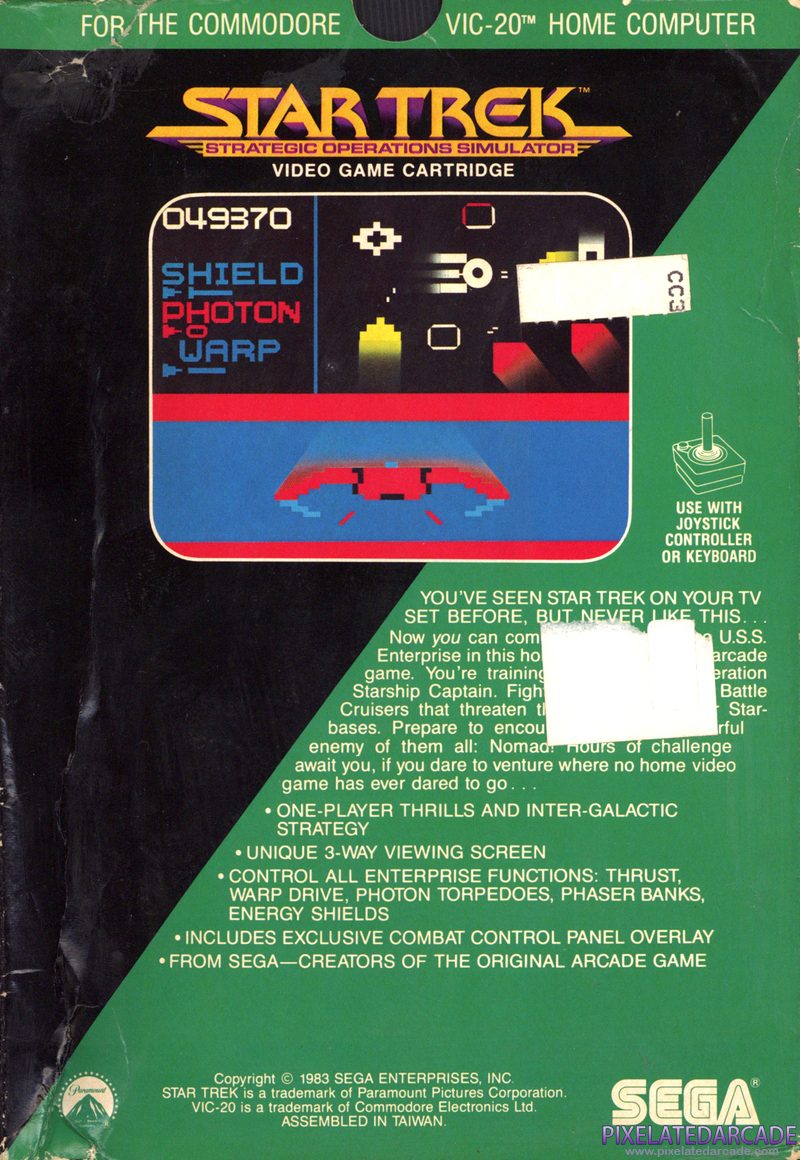 FOR THE COMMODORE VIC-20™ HOME COMPUTER
STAR TREK™
STRATEGIC OPERATIONS SIMULATOR
VIDEO GAME CARTRIDGE
049370
SHIELD
PHOTON
WARP
CC3
USE WITH
JOYSTICK
CONTROLLER
OR KEYBOARD
YOU'VE SEEN STAR TREK ON YOUR TV
SET BEFORE, BUT NEVER LIKE THIS...
Now you can U.S.S.
Enterprise in this arcade
game. You're training
Starship Captain. Battle
Cruisers that threaten Star-
bases. Prepare to
enemy of them all: Nomad! Hours of challenge
await you, if you dare to venture where no home video
game has ever dared to go...
• ONE-PLAYER THRILLS AND INTER-GALACTIC
STRATEGY
• UNIQUE 3-WAY VIEWING SCREEN
• CONTROL ALL ENTERPRISE FUNCTIONS: THRUST,
WARP DRIVE, PHOTON TORPEDOES, PHASER BANKS,
ENERGY SHIELDS
• INCLUDES EXCLUSIVE COMBAT CONTROL PANEL OVERLAY
• FROM SEGA—CREATORS OF THE ORIGINAL ARCADE GAME
Paramount
Copyright © 1983 SEGA ENTERPRISES, INC.
STAR TREK is a trademark of Paramount Pictures Corporation.
VIC-20 is a trademark of Commodore Electronics Ltd.
ASSEMBLED IN TAIWAN.
SEGA®
PIXELATEDARCADE
www.pixelatedarcade.com